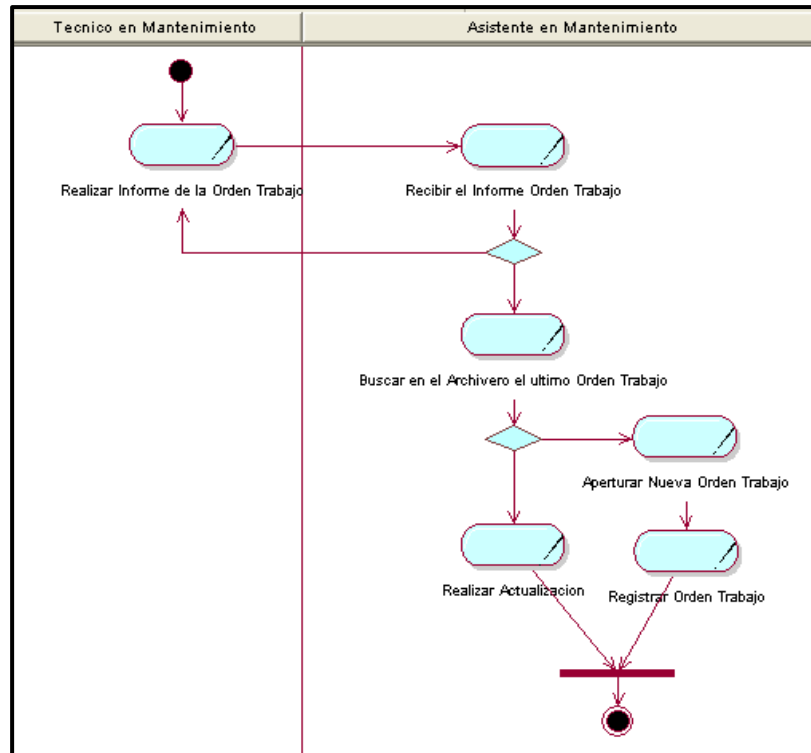 Tecnico en Mantenimiento
Asistente en Mantenimiento
Realizar Informe de la Orden Trabajo
Recibir el Informe Orden Trabajo
Buscar en el Archivero el ultimo Orden Trabajo
Aperturar Nueva Orden Trabajo
Realizar Actualizacion
Registrar Orden Trabajo